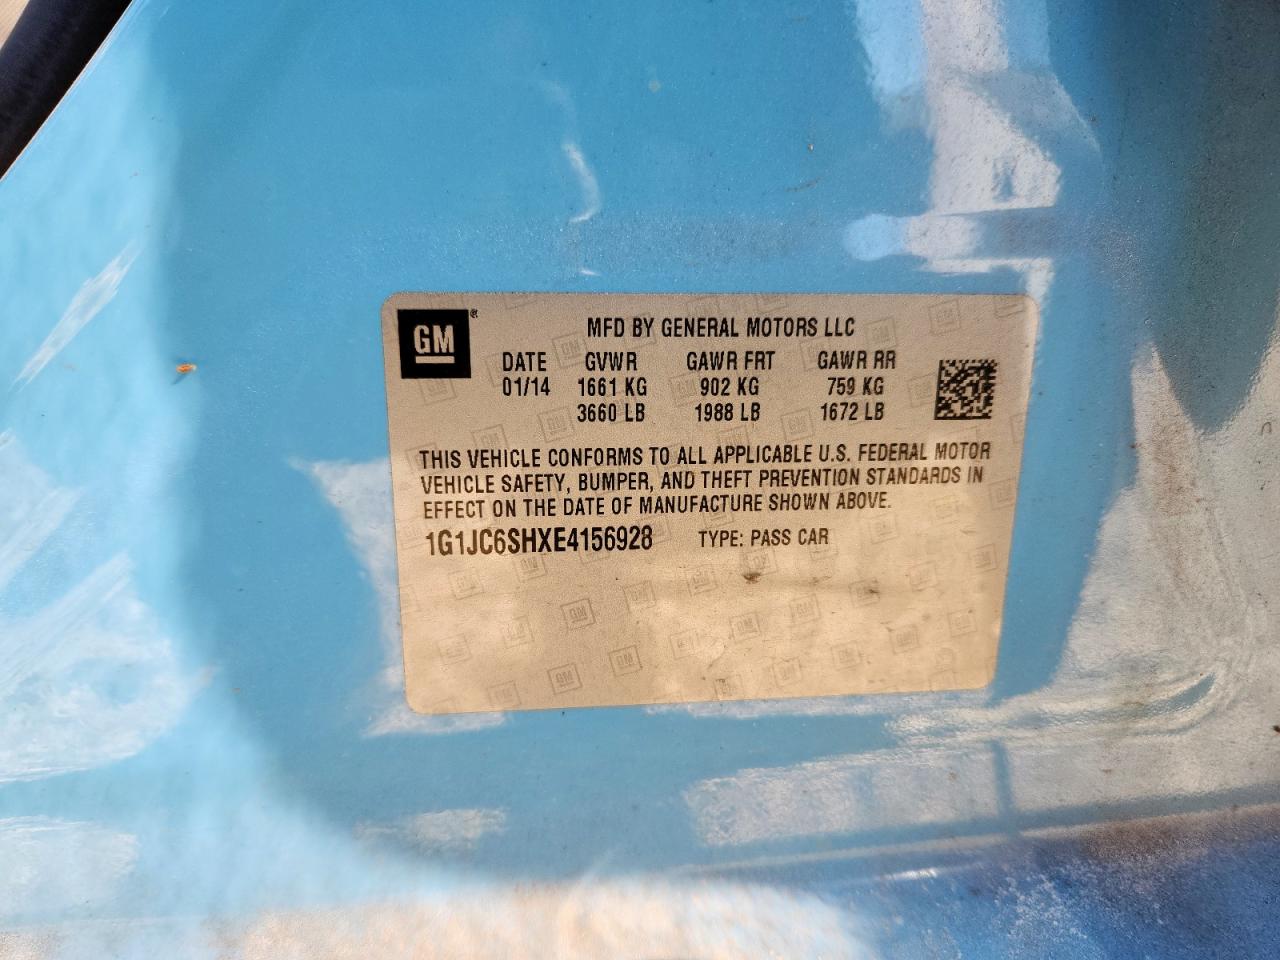 GM®
MFD BY GENERAL MOTORS LLC
DATE GVWR GAWR FRT GAWR RR
01/14 1661 KG 902 KG 759 KG
3660 LB 1988 LB 1672 LB
THIS VEHICLE CONFORMS TO ALL APPLICABLE U.S. FEDERAL MOTOR
VEHICLE SAFETY, BUMPER, AND THEFT PREVENTION STANDARDS IN
EFFECT ON THE DATE OF MANUFACTURE SHOWN ABOVE.
1G1JC6SHXE4156928 TYPE: PASS CAR